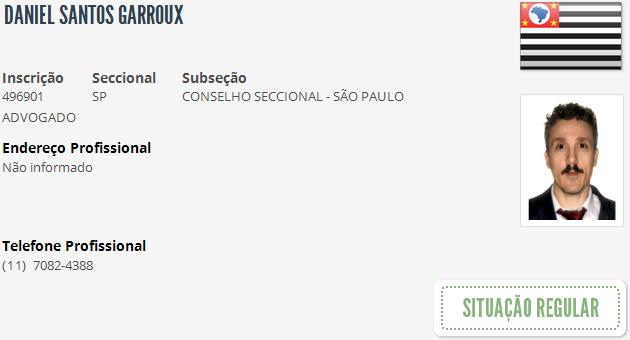 DANIEL SANTOS GARROUX
Inscrição Seccional Subseção
496901 SP CONSELHO SECCIONAL - SÃO PAULO
ADVOGADO
Endereço Profissional
Não informado
Telefone Profissional
(11) 7082-4388
SITUAÇÃO REGULAR